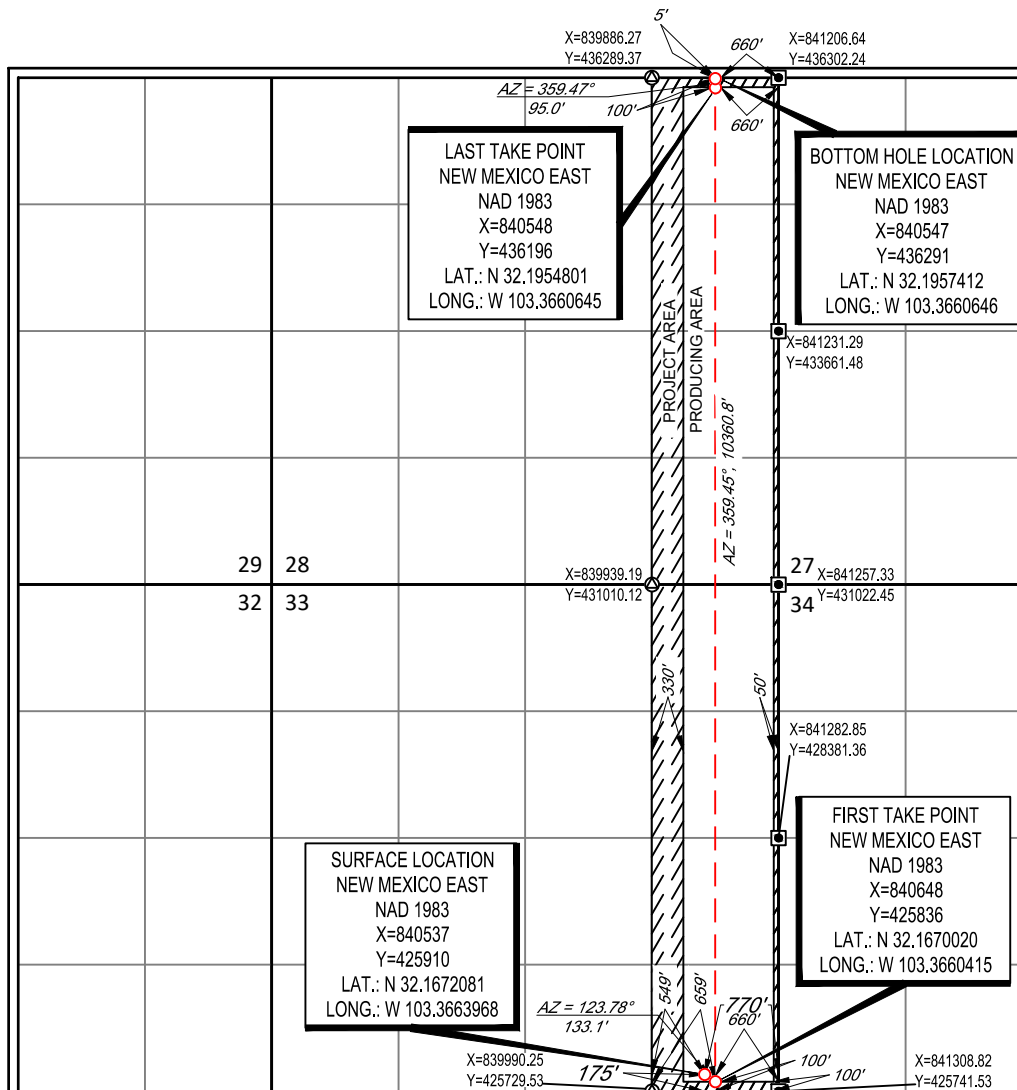 5'
X=839886.27
Y=436289.37
660'
X=841206.64
Y=436302.24
AZ = 359.47°
95.0'
100'
660'
LAST TAKE POINT
NEW MEXICO EAST
NAD 1983
X=840548
Y=436196
LAT.: N 32.1954801
LONG.: W 103.3660645
BOTTOM HOLE LOCATION
NEW MEXICO EAST
NAD 1983
X=840547
Y=436291
LAT.: N 32.1957412
LONG.: W 103.3660646
PROJECT AREA
PRODUCING AREA
X=841231.29
Y=433661.48
AZ = 359.45°, 10360.8'
29 28
32 33
X=839939.19
Y=431010.12
27
34
X=841257.33
Y=431022.45
330'
50'
X=841282.85
Y=428381.36
SURFACE LOCATION
NEW MEXICO EAST
NAD 1983
X=840537
Y=425910
LAT.: N 32.1672081
LONG.: W 103.3663968
FIRST TAKE POINT
NEW MEXICO EAST
NAD 1983
X=840648
Y=425836
LAT.: N 32.1670020
LONG.: W 103.3660415
549'
659'
770'
660'
AZ = 123.78°
133.1'
X=839990.25
Y=425729.53
175'
100'
100'
X=841308.82
Y=425741.53